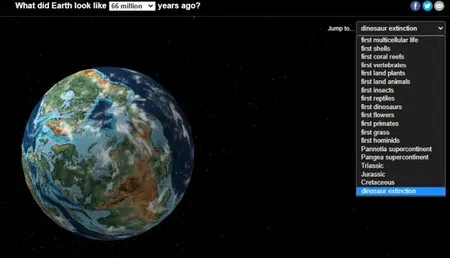 What did Earth look like 66 million years ago?
Jump to... dinosaur extinction
first multicellular life
first shells
first coral reefs
first vertebrates
first land plants
first land animals
first insects
first reptiles
first dinosaurs
first flowers
first primates
first grass
first hominids
Pannotia supercontinent
Pangea supercontinent
Triassic
Jurassic
Cretaceous
dinosaur extinction